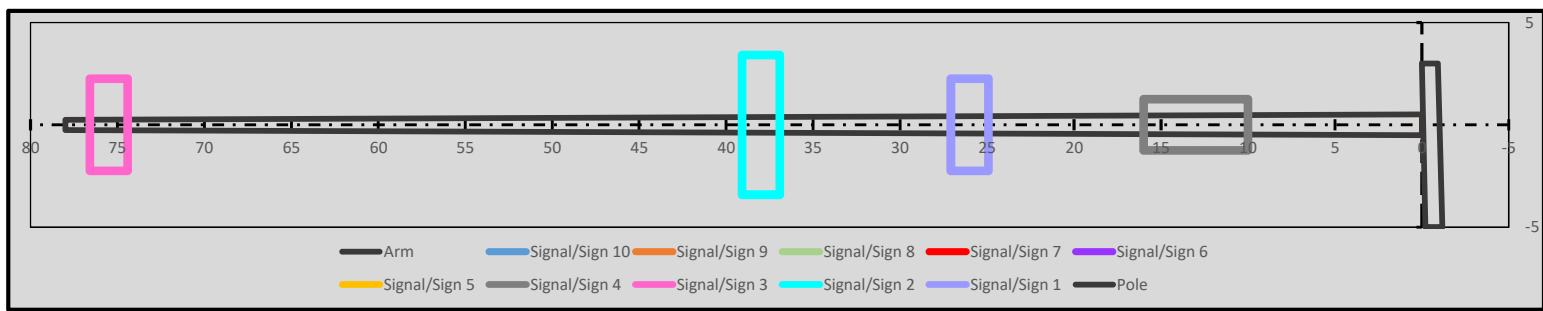 5
80 75 70 65 60 55 50 45 40 35 30 25 20 15 10 5 0 -5
-5
Arm Signal/Sign 10 Signal/Sign 9 Signal/Sign 8 Signal/Sign 7 Signal/Sign 6
Signal/Sign 5 Signal/Sign 4 Signal/Sign 3 Signal/Sign 2 Signal/Sign 1 Pole